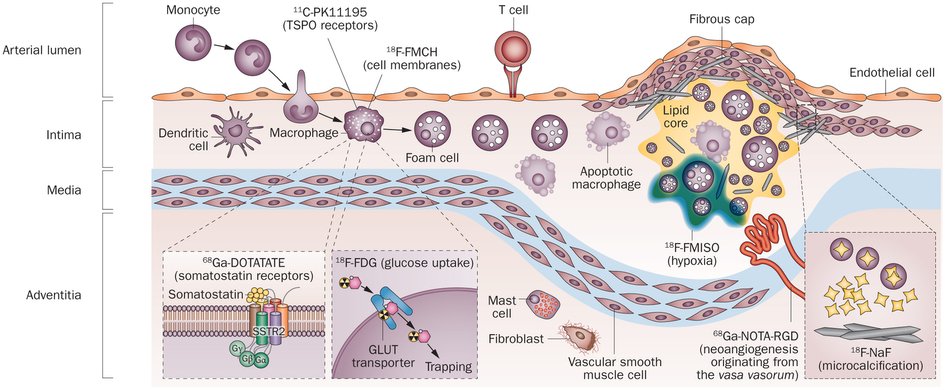 Arterial lumen
Intima
Media
Adventitia
Monocyte
¹¹C-PK11195
(TSPO receptors)
¹⁸F-FMCH
(cell membranes)
T cell
Fibrous cap
Endothelial cell
Dendritic
cell
Macrophage
Foam cell
Apoptotic
macrophage
Lipid
core
¹⁸F-FMISO
(hypoxia)
⁶⁸Ga-DOTATATE
(somatostatin receptors)
Somatostatin
SSTR2
Gγ
Gβ
Gα
¹⁸F-FDG (glucose uptake)
GLUT
transporter
Trapping
Mast
cell
Fibroblast
Vascular smooth
muscle cell
⁶⁸Ga-NOTA-RGD
(neoangiogenesis
originating from
the vasa vasorum)
¹⁸F-NaF
(microcalcification)